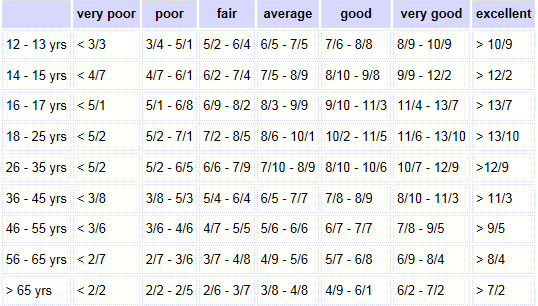 very poor poor fair average good very good excellent
12 - 13 yrs < 3/3 3/4 - 5/1 5/2 - 6/4 6/5 - 7/5 7/6 - 8/8 8/9 - 10/9 > 10/9
14 - 15 yrs < 4/7 4/7 - 6/1 6/2 - 7/4 7/5 - 8/9 8/10 - 9/8 9/9 - 12/2 > 12/2
16 - 17 yrs < 5/1 5/1 - 6/8 6/9 - 8/2 8/3 - 9/9 9/10 - 11/3 11/4 - 13/7 > 13/7
18 - 25 yrs < 5/2 5/2 - 7/1 7/2 - 8/5 8/6 - 10/1 10/2 - 11/5 11/6 - 13/10 > 13/10
26 - 35 yrs < 5/2 5/2 - 6/5 6/6 - 7/9 7/10 - 8/9 8/10 - 10/6 10/7 - 12/9 >12/9
36 - 45 yrs < 3/8 3/8 - 5/3 5/4 - 6/4 6/5 - 7/7 7/8 - 8/9 8/10 - 11/3 > 11/3
46 - 55 yrs < 3/6 3/6 - 4/6 4/7 - 5/5 5/6 - 6/6 6/7 - 7/7 7/8 - 9/5 > 9/5
56 - 65 yrs < 2/7 2/7 - 3/6 3/7 - 4/8 4/9 - 5/6 5/7 - 6/8 6/9 - 8/4 > 8/4
> 65 yrs < 2/2 2/2 - 2/5 2/6 - 3/7 3/8 - 4/8 4/9 - 6/1 6/2 - 7/2 > 7/2